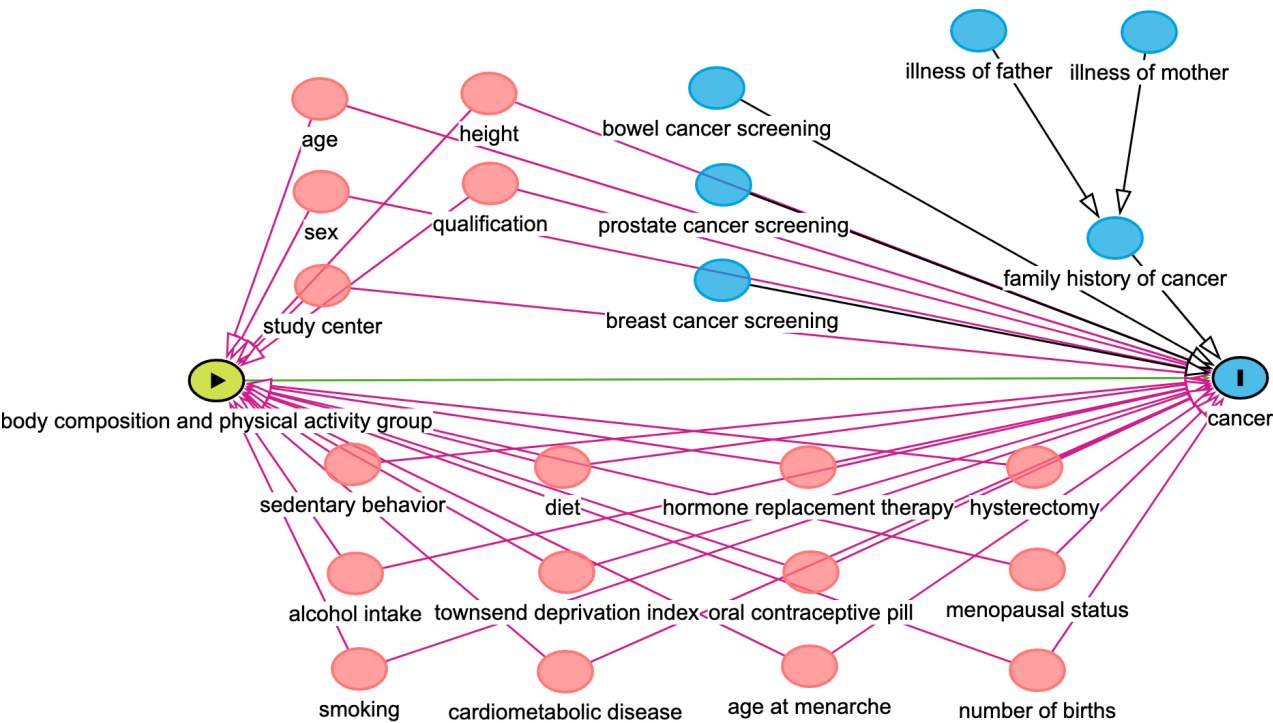 illness of father
illness of mother
bowel cancer screening
age
height
prostate cancer screening
sex
qualification
family history of cancer
study center
breast cancer screening
body composition and physical activity group
cancer
sedentary behavior
diet
hormone replacement therapy
hysterectomy
alcohol intake
townsend deprivation index
oral contraceptive pill
menopausal status
smoking
cardiometabolic disease
age at menarche
number of births